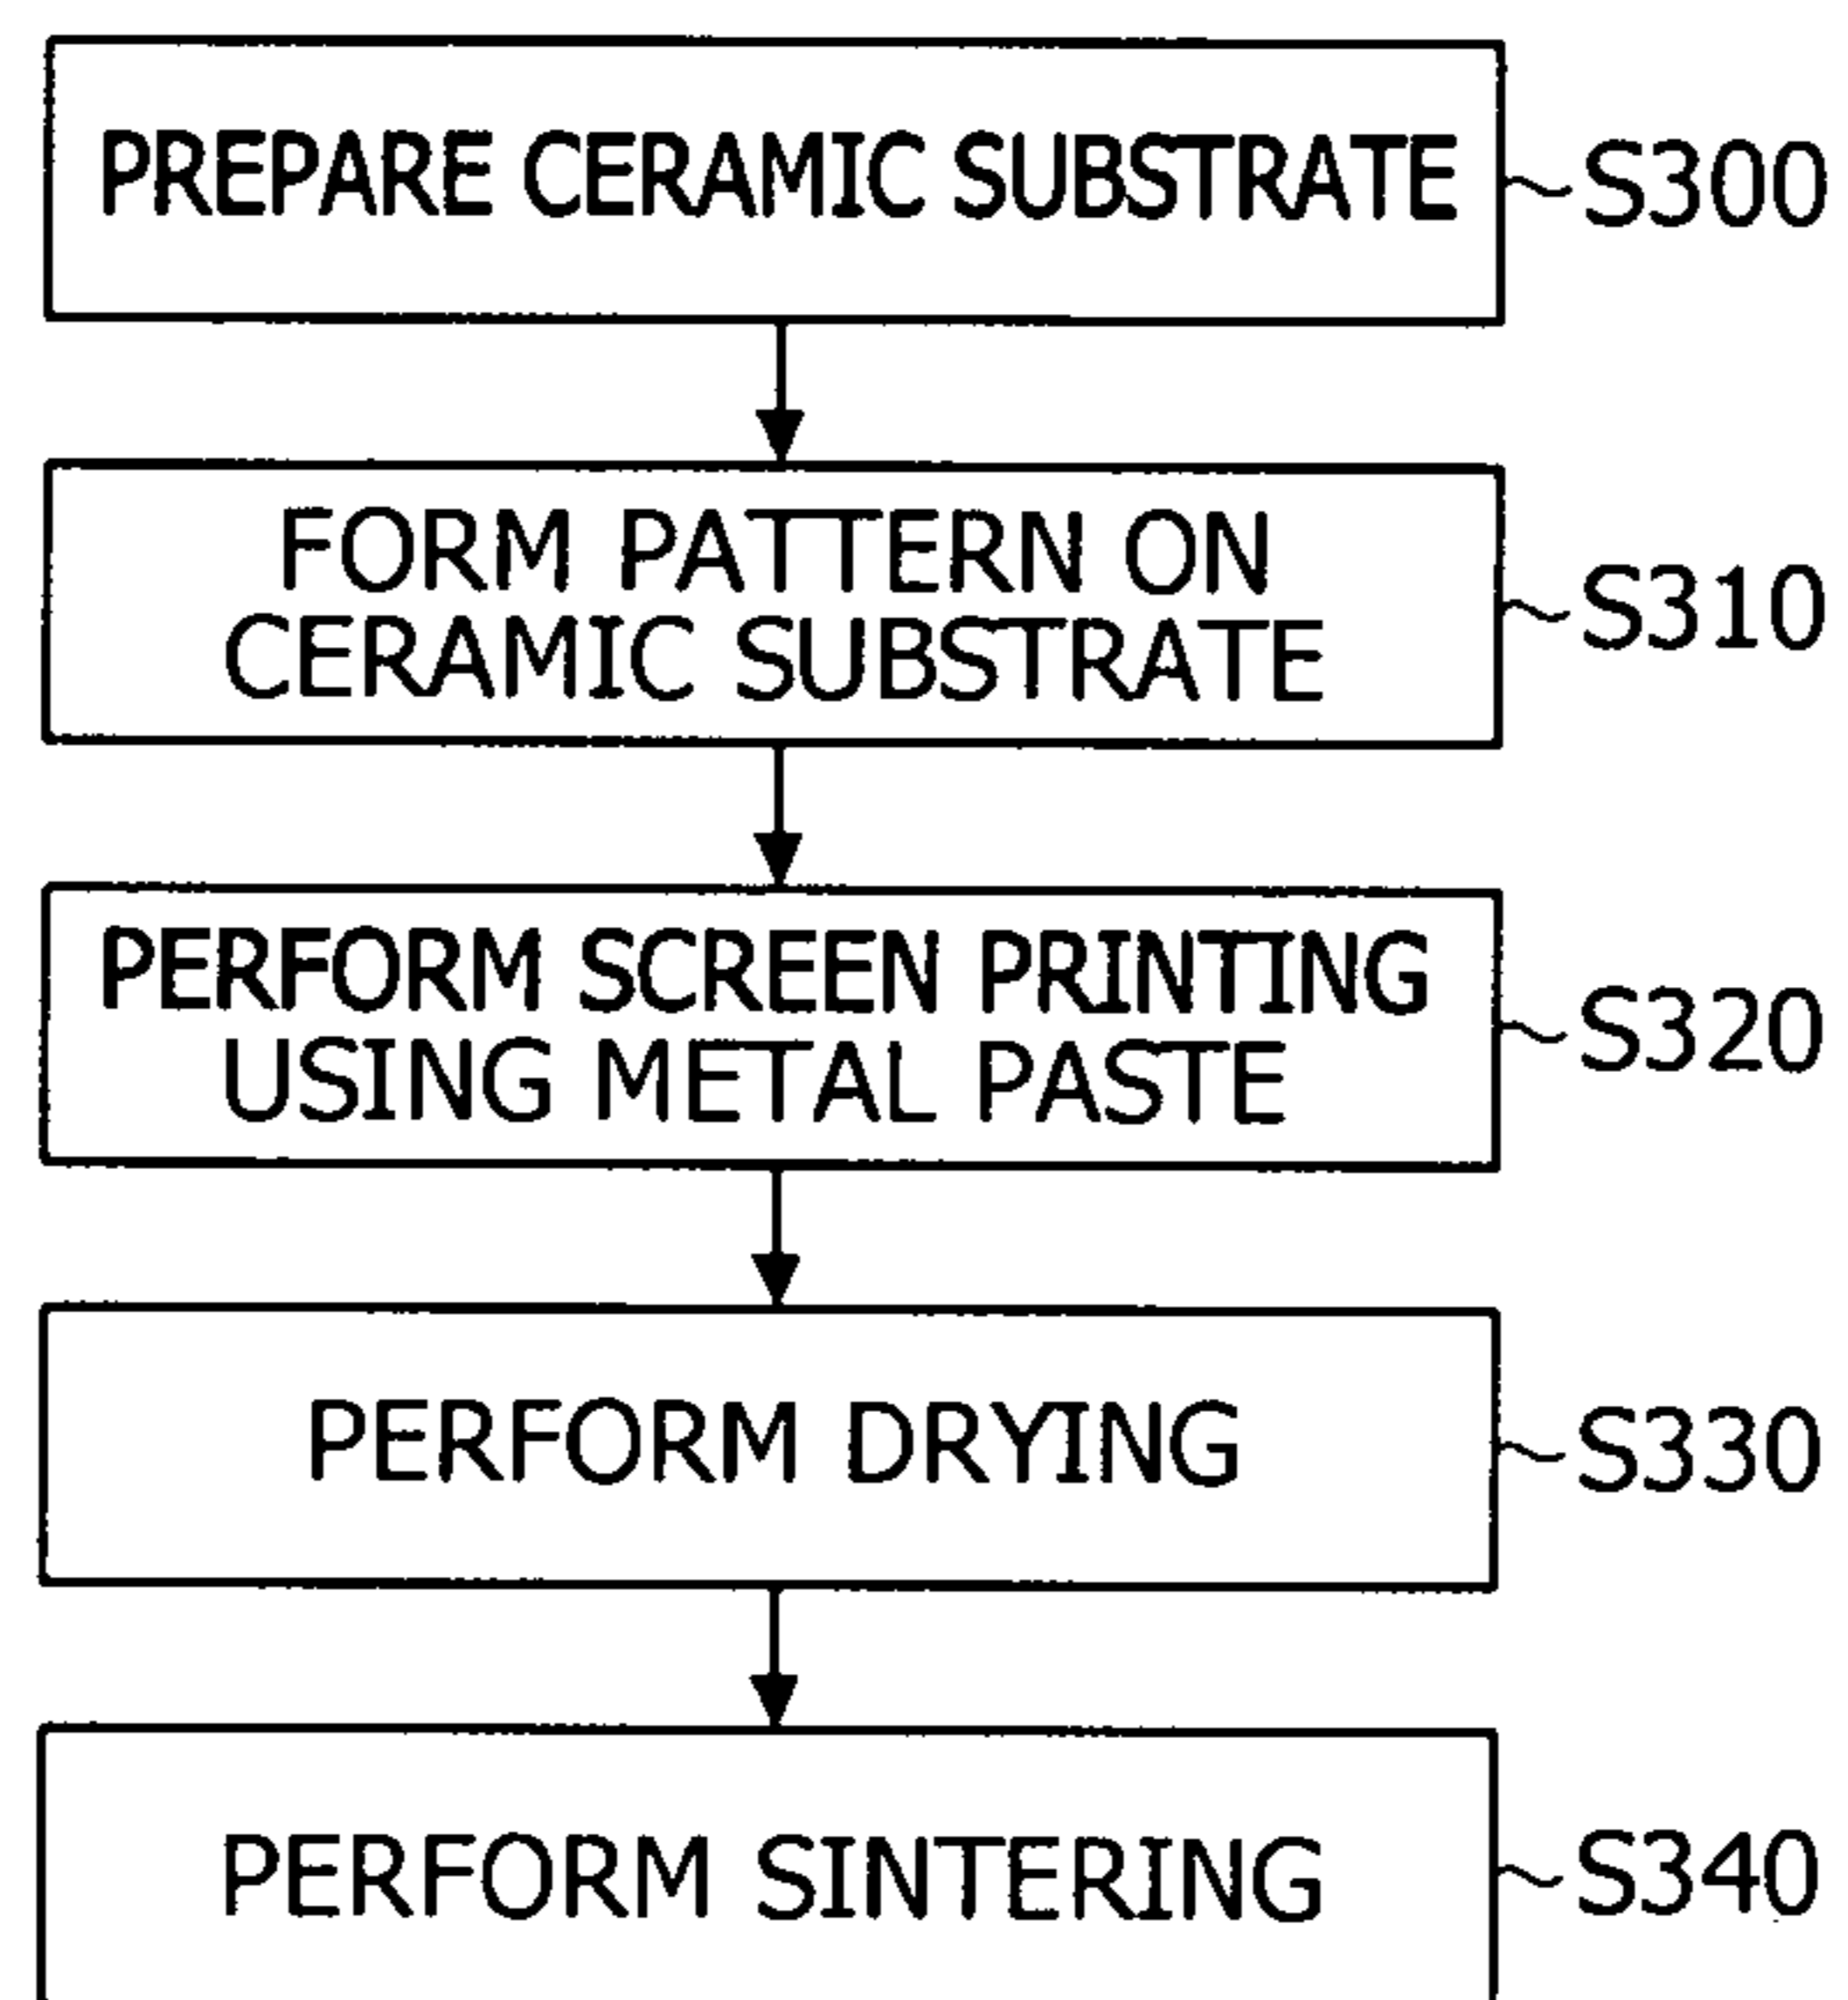 PREPARE CERAMIC SUBSTRATE
S300
FORM PATTERN ON
CERAMIC SUBSTRATE
S310
PERFORM SCREEN PRINTING
USING METAL PASTE
S320
PERFORM DRYING
S330
PERFORM SINTERING
S340